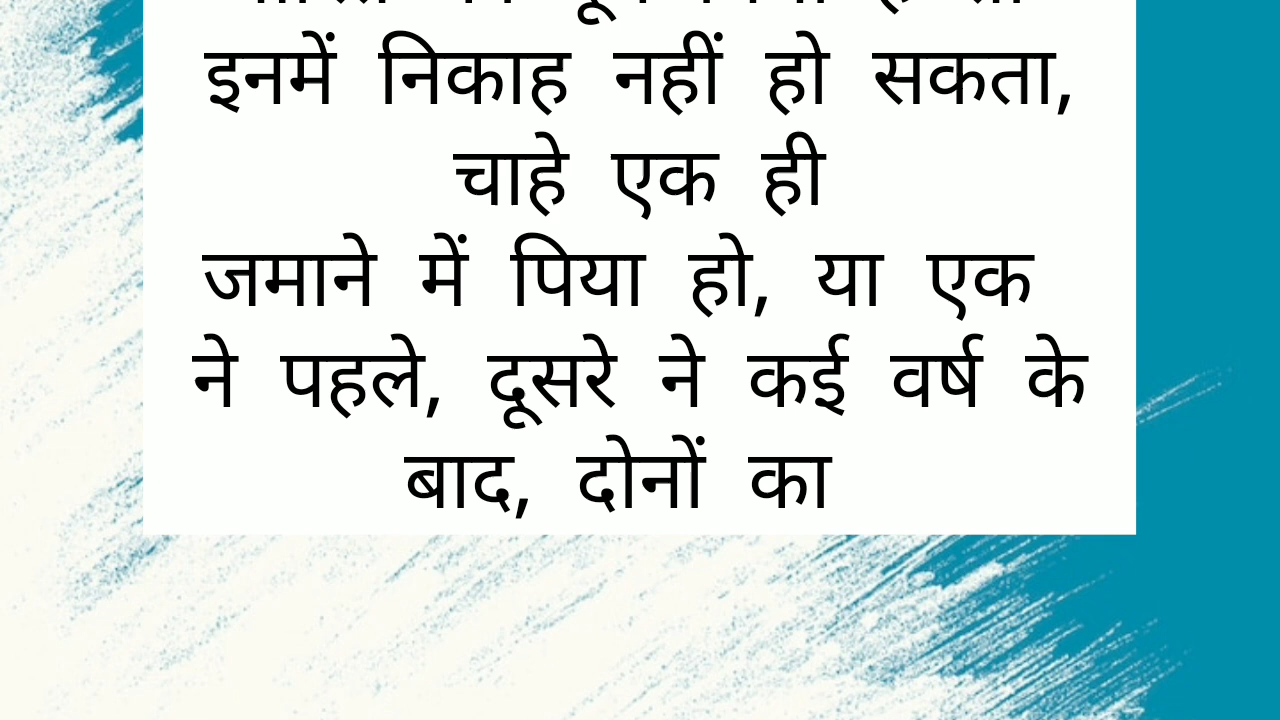 इनमें निकाह नहीं हो सकता,
चाहे एक ही
जमाने में पिया हो, या एक
ने पहले, दूसरे ने कई वर्ष के
बाद, दोनों का